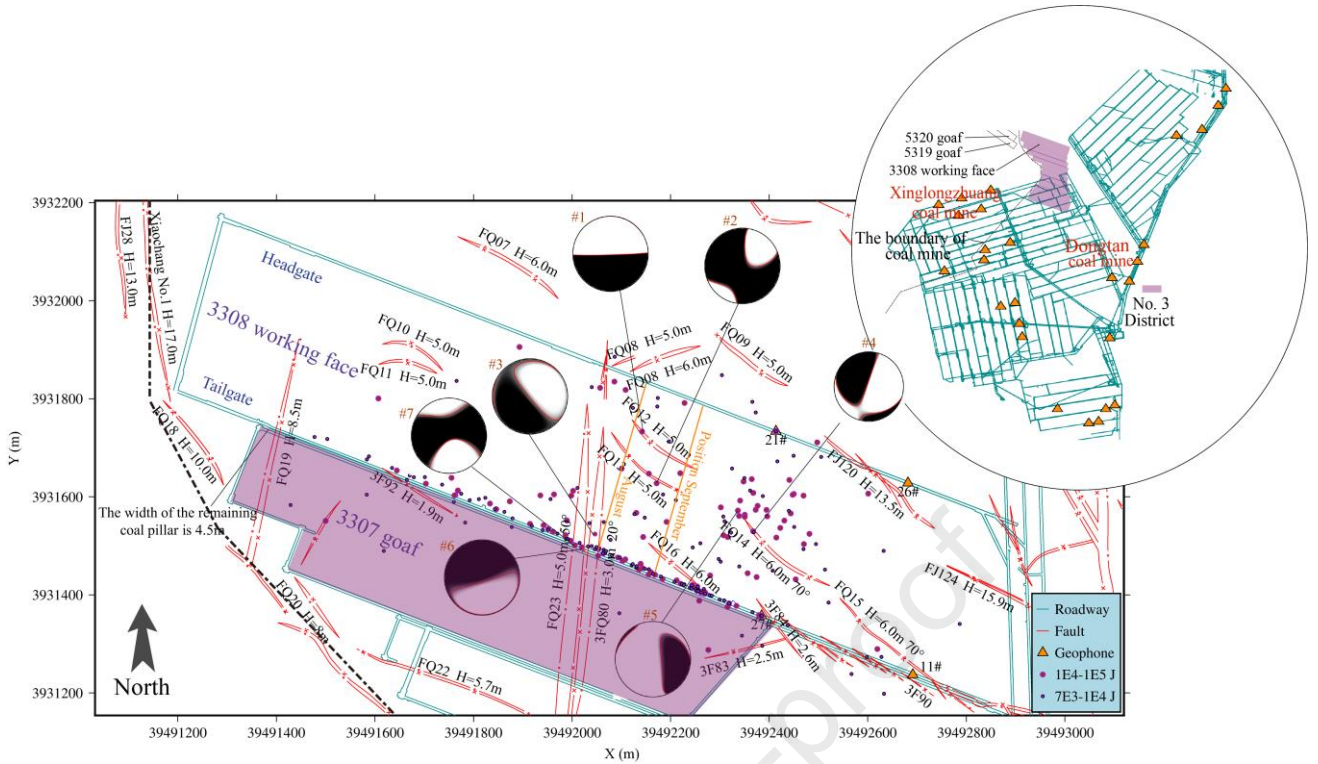 5320 goaf
5319 goaf
3308 working face
Xinglongzhuang
coal mine
The boundary of
coal mine
Dongtan
coal mine
No. 3
District
3932200
3932000
3931800
3931600
3931400
3931200
Y (m)
39491200
39491400
39491600
39491800
39492000
39492200
39492400
39492600
39492800
39493000
X (m)
FJ28 H=13.0m
Xiaochang No.1 H=17.0m
Headgate
3308 working face
Tailgate
FQ07 H=6.0m
#1
#2
#3
#4
#5
#6
#7
FQ10 H=5.0m
FQ11 H=5.0m
FQ08 H=5.0m
FQ08 H=6.0m
FQ09 H=5.0m
FQ12 H=5.0m
FQ13 H=5.0m
August
Position September
21#
26#
FJ120 H=13.5m
FQ18 H=10.0m
FQ19 H=8.5m
3F92 H=1.9m
The width of the remaining
coal pillar is 4.5m
3307 goaf
FQ23 H=5.0m 60°
3FQ80 H=3.0m 20°
FQ16 H=6.0m
FQ14 H=6.0m 70°
FQ15 H=6.0m 70°
FJ124 H=15.9m
27#
3F84 H=2.6m
3F83 H=2.5m
11#
3F90
FQ20 H=8m
FQ22 H=5.7m
North
Roadway
Fault
Geophone
1E4-1E5 J
7E3-1E4 J